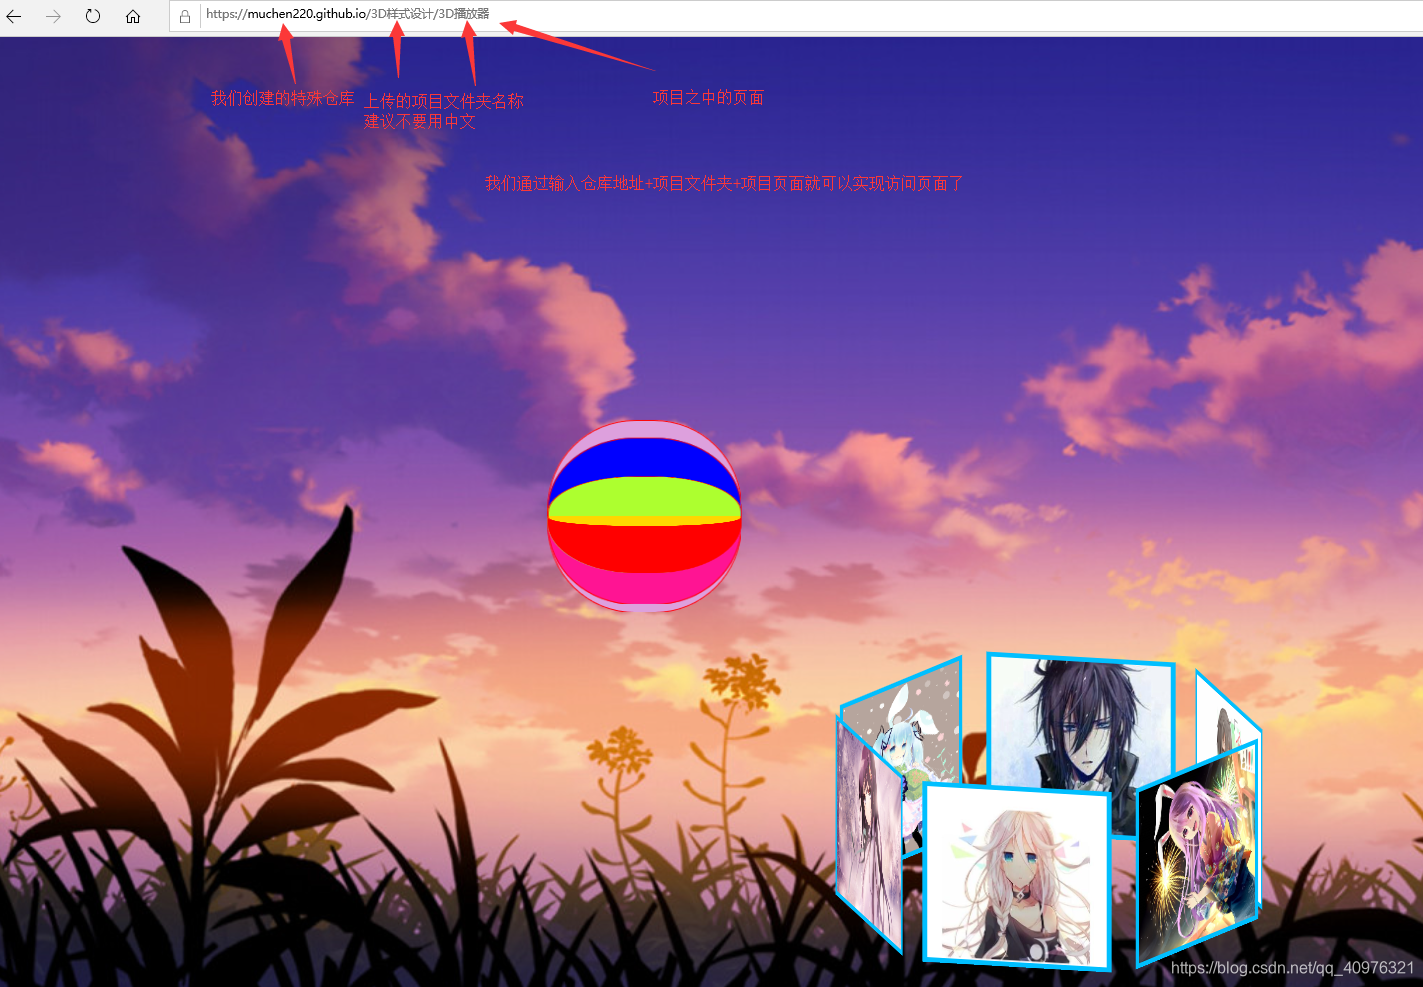 https://muchen220.github.io/3D样式设计/3D播放器
我们创建的特殊仓库
上传的项目文件夹名称
建议不要用中文
项目之中的页面
我们通过输入仓库地址+项目文件夹+项目页面就可以实现访问页面了
https://blog.csdn.net/qq_40976321